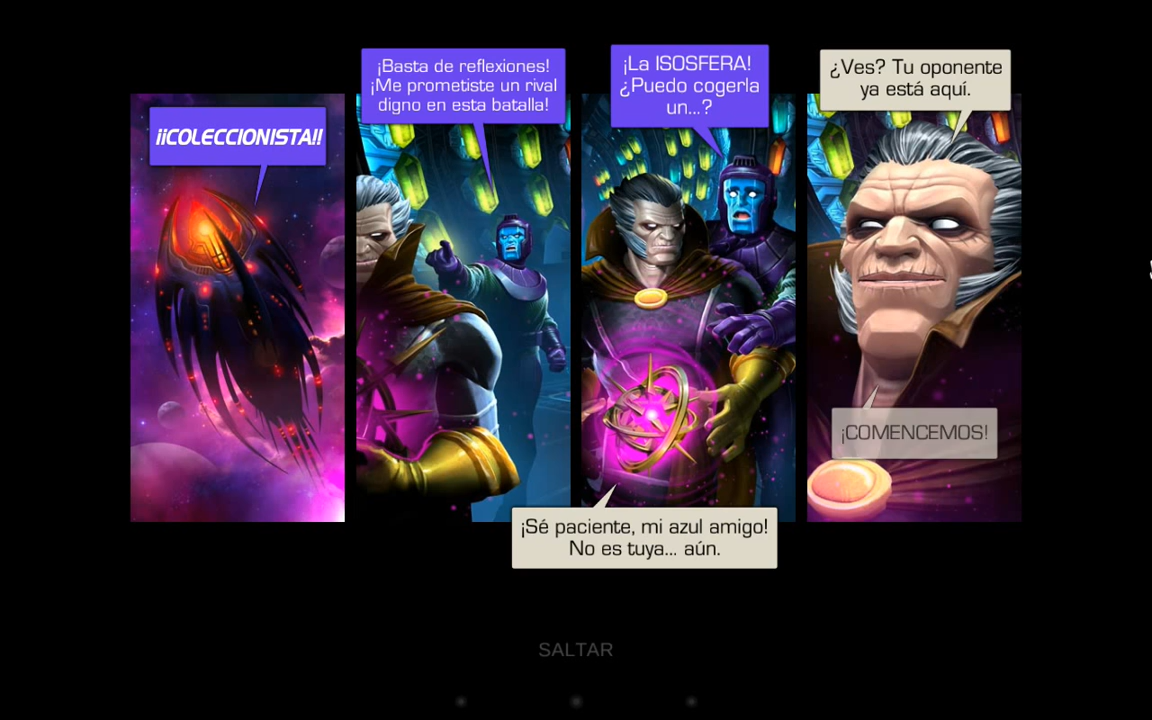 ¡¡COLECCIONISTA!!
¡Basta de reflexiones!
¡Me prometiste un rival
digno en esta batalla!
¡La ISOSFERA!
¿Puedo cogerla
un...?
¡Sé paciente, mi azul amigo!
No es tuya... aún.
¿Ves? Tu oponente
ya está aquí.
¡COMENCEMOS!
SALTAR